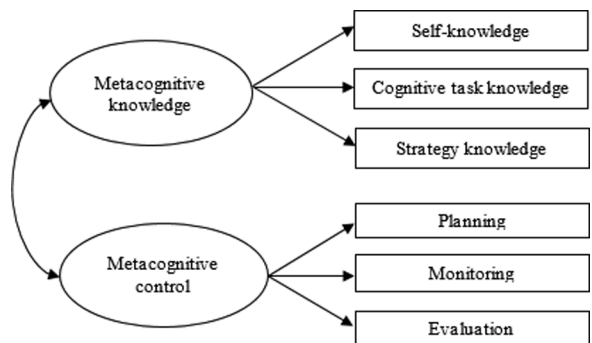 Metacognitive
knowledge
Self-knowledge
Cognitive task knowledge
Strategy knowledge
Metacognitive
control
Planning
Monitoring
Evaluation